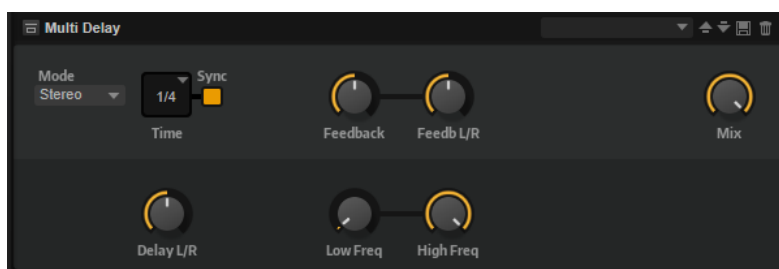 Multi Delay
Mode
Sync
Stereo
1/4
Time
Feedback
Feedb L/R
Mix
Delay L/R
Low Freq
High Freq